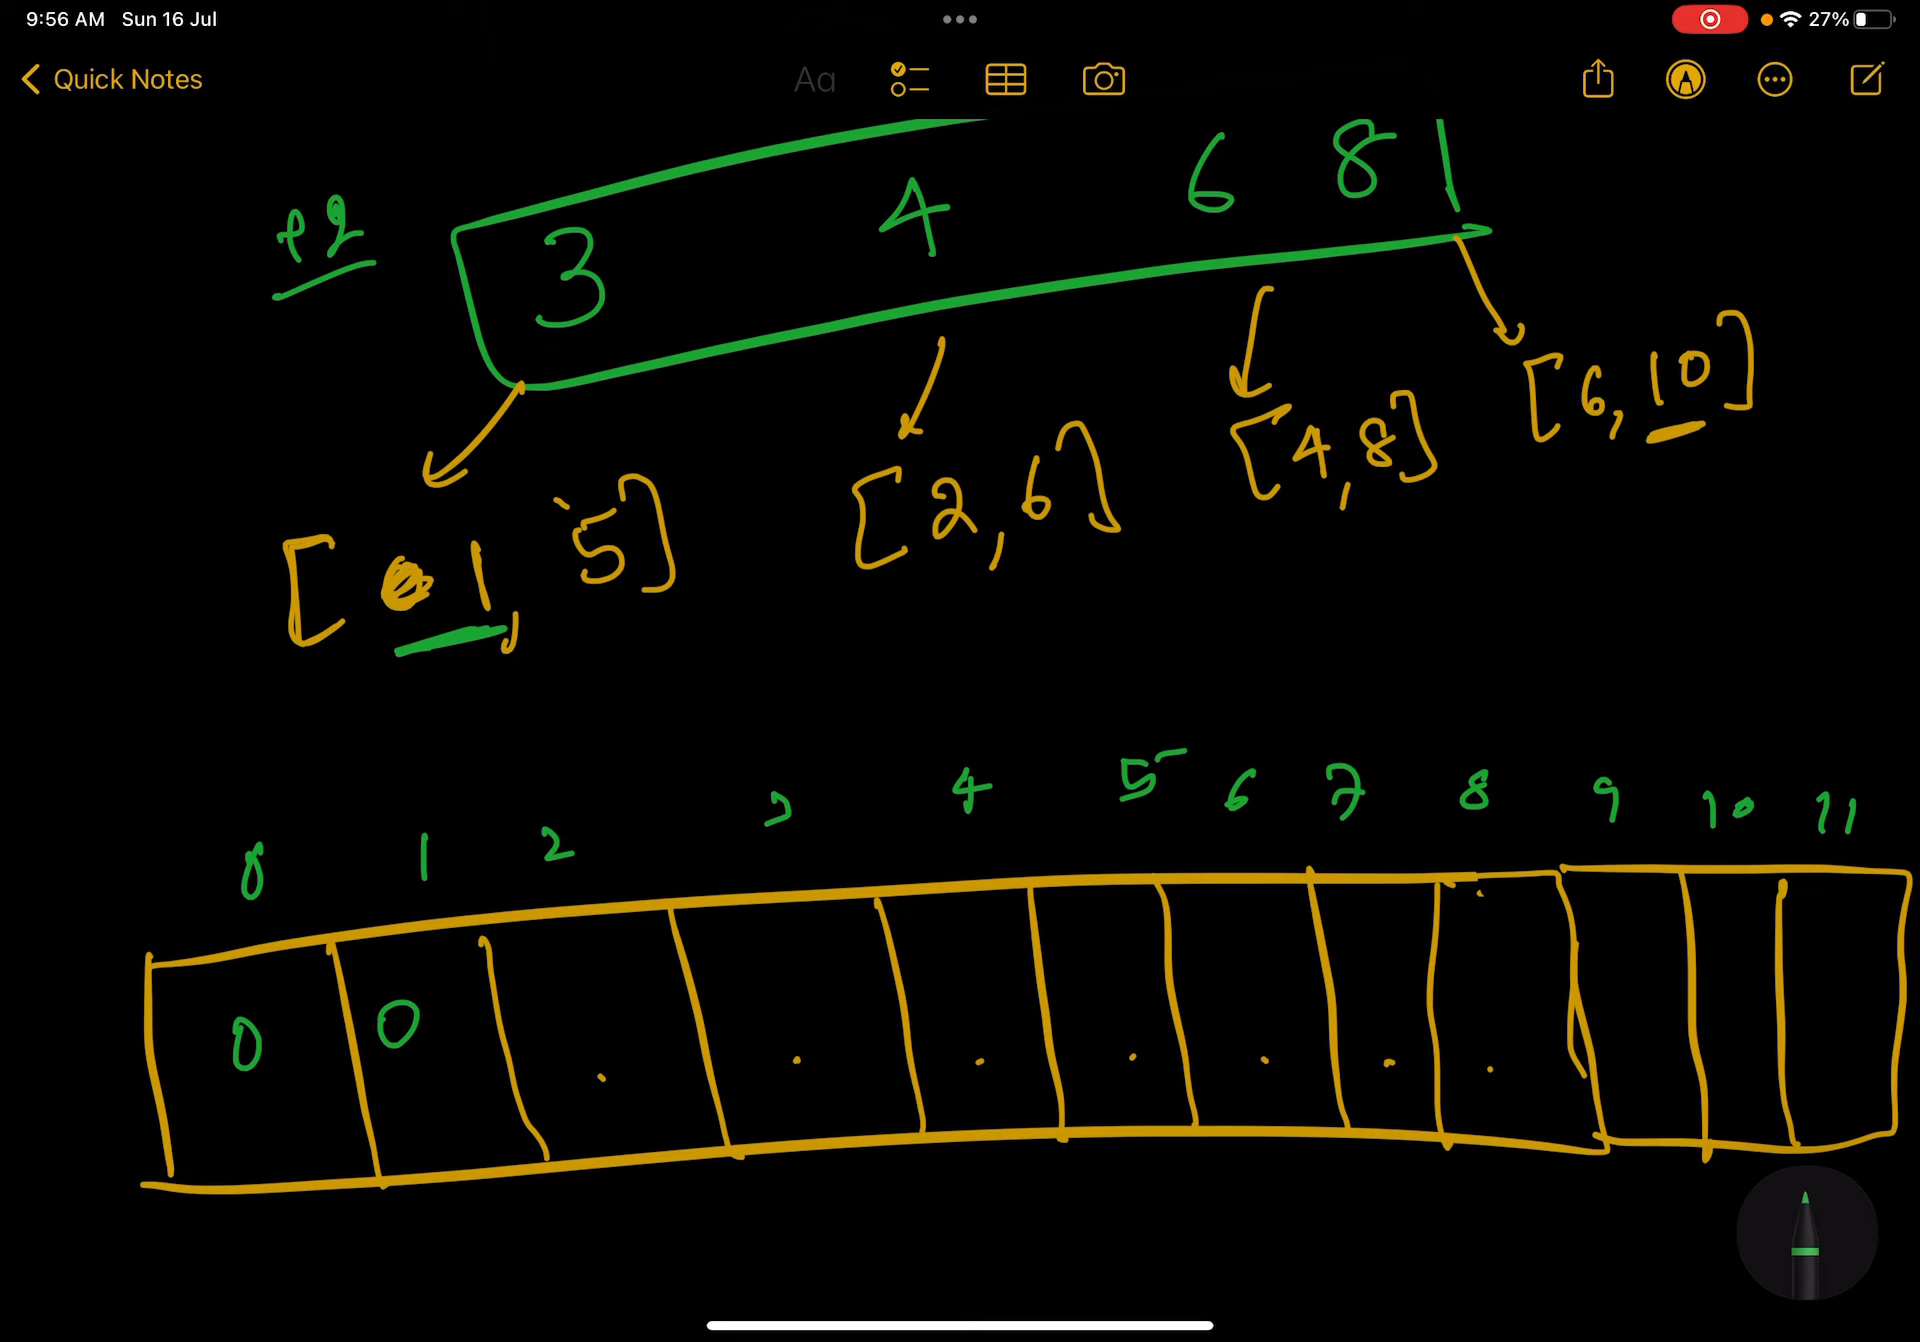 9:56 AM Sun 16 Jul
27%
Quick Notes
Aa
3 4 6 8
[1, 5] [2, 6] [4, 8] [6, 10]
0 1 2 3 4 5 6 7 8 9 10 11
0 0